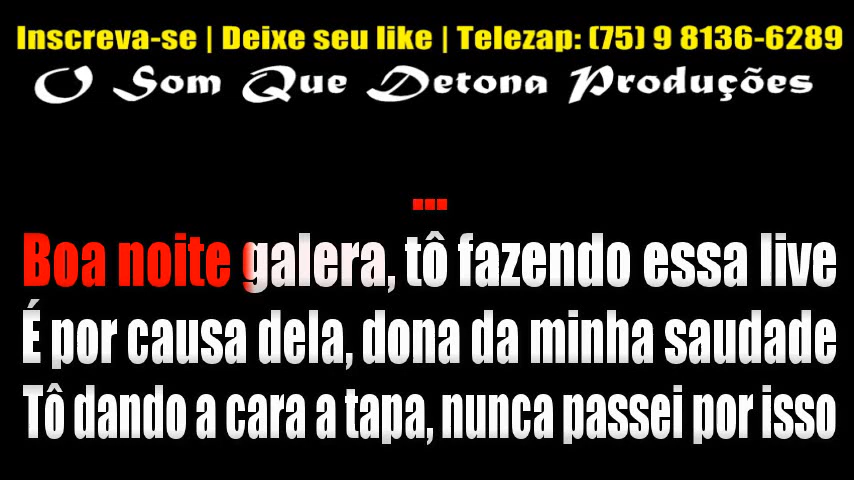 Inscreva-se | Deixe seu like | Telezap: (75) 9 8136-6289
O Som Que Detona Produções
...
Boa noite galera, tô fazendo essa live
É por causa dela, dona da minha saudade
Tô dando a cara a tapa, nunca passei por isso